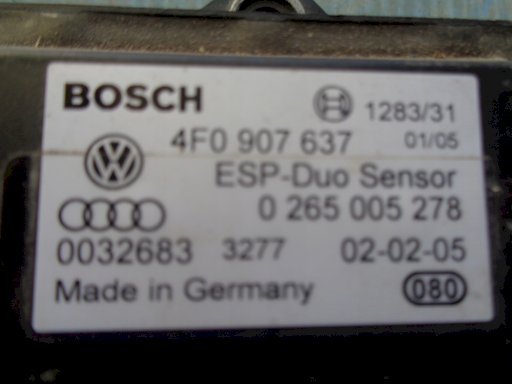 BOSCH 1283/31
4F0 907 637 01/05
ESP-Duo Sensor
0 265 005 278
0032683 3277 02-02-05
Made in Germany 080